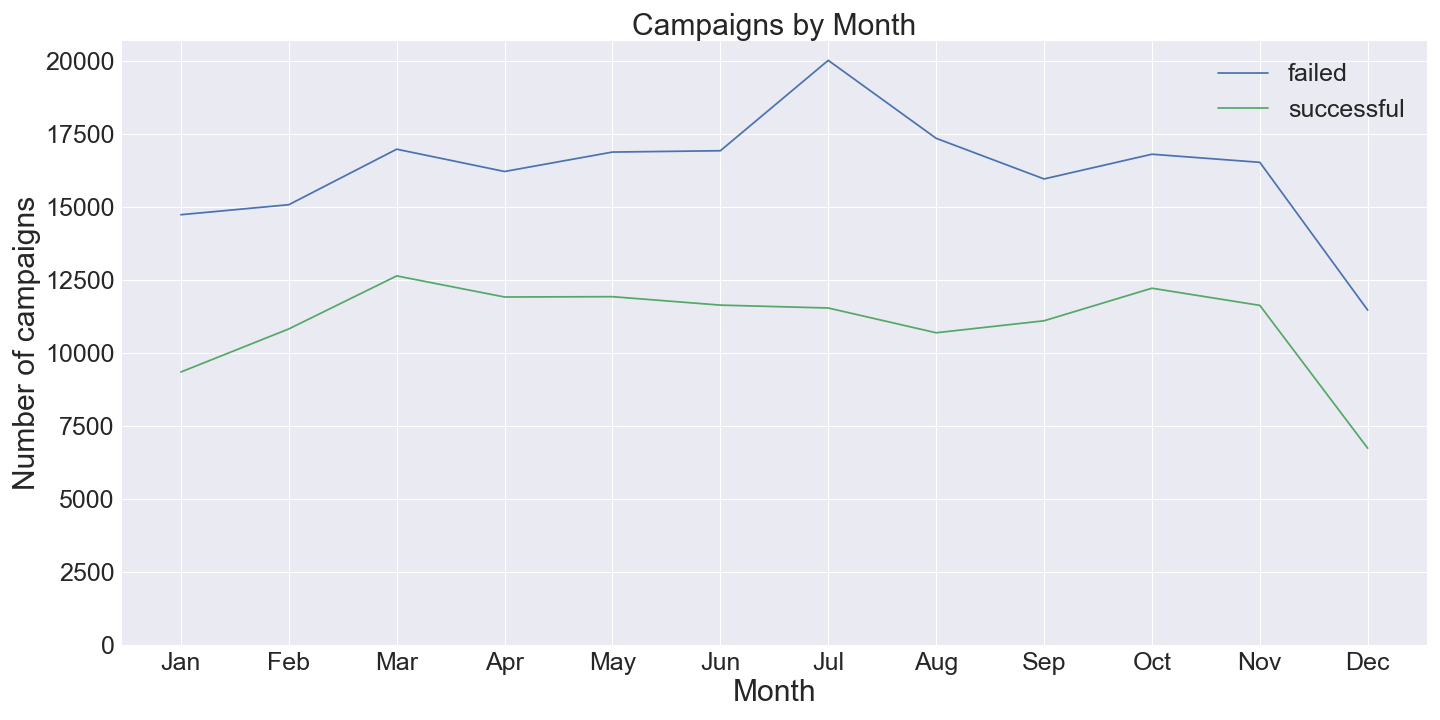 Campaigns by Month
failed
successful
20000
17500
15000
12500
10000
7500
5000
2500
0
Number of campaigns
Jan Feb Mar Apr May Jun Jul Aug Sep Oct Nov Dec
Month